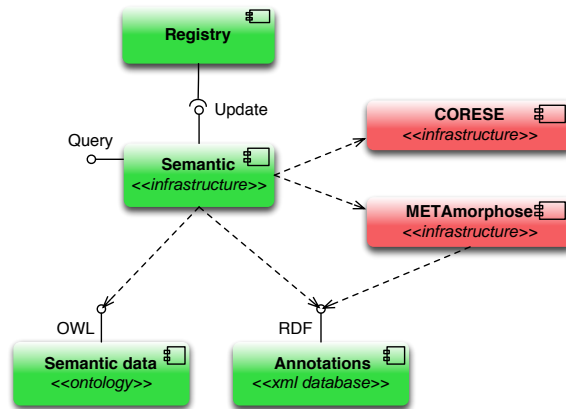 Registry
Update
Query
Semantic
<<infrastructure>>
CORESE
<<infrastructure>>
METAmorphose
<<infrastructure>>
OWL
RDF
Semantic data
<<ontology>>
Annotations
<<xml database>>